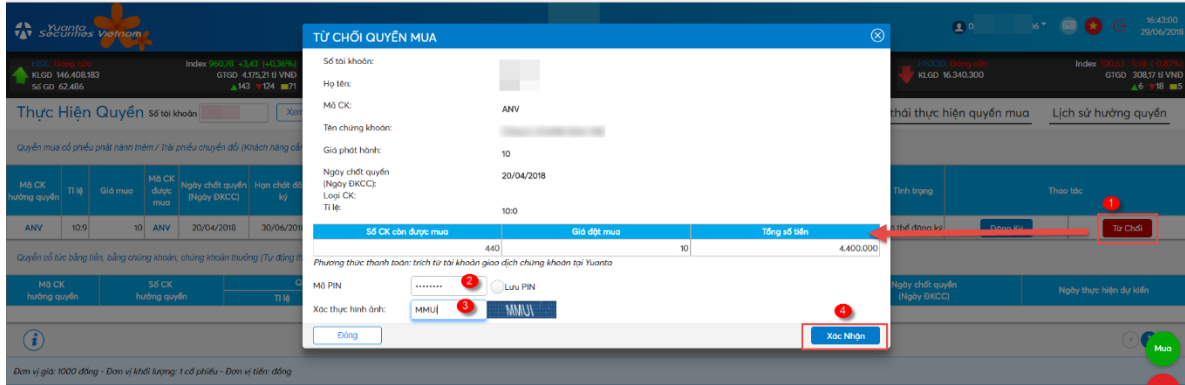 Yuanta
Securities Vietnam
16:43:00
29/06/2018
HSX: Đóng cửa
Index 960,78 +3,43 (+0,36%)
KLGD 146.408.183
GTGD 4.175,21 tỉ VNĐ
Số GD 62.486
143 124 71
HNX30: Đóng cửa
Index
KLGD 16.340.300
GTGD 308,17 tỉ VNĐ
6 18 5
Thực Hiện Quyền Số tài khoản
Xem
thái thực hiện quyền mua
Lịch sử hưởng quyền
Quyền mua cổ phiếu phát hành thêm / Trái phiếu chuyển đổi (Khách hàng cần
Mã CK
hưởng quyền
Tỉ lệ
Giá mua
Mã CK
được
mua
Ngày chốt quyền
(Ngày ĐKCC)
Hạn chót đă
ký
Tình trạng
Thao tác
1
ANV
10:9
10
ANV
20/04/2018
30/06/201
thể đăng ký
Đăng Ký
Từ Chối
Quyền cổ tức bằng tiền, bằng chứng khoán, chứng khoán thưởng (Tự động th
Mã CK
hưởng quyền
Số CK
hưởng quyền
Tỉ lệ
Ngày chốt quyền
(Ngày ĐKCC)
Ngày thực hiện dự kiến
TỪ CHỐI QUYỀN MUA
Số tài khoản:
Họ tên:
Mã CK:
ANV
Tên chứng khoán:
Giá phát hành:
10
Ngày chốt quyền
(Ngày ĐKCC):
20/04/2018
Loại CK:
Tỉ lệ:
10:0
Số CK còn được mua
Giá đặt mua
Tổng số tiền
440
10
4.400.000
Phương thức thanh toán: trích từ tài khoản giao dịch chứng khoán tại Yuanta
Mã PIN
........
2
Lưu PIN
Xác thực hình ảnh:
MMUI
3
MMUI
4
Đóng
Xác Nhận
Mua
Đơn vị giá: 1000 đồng - Đơn vị khối lượng: 1 cổ phiếu - Đơn vị tiền: đồng